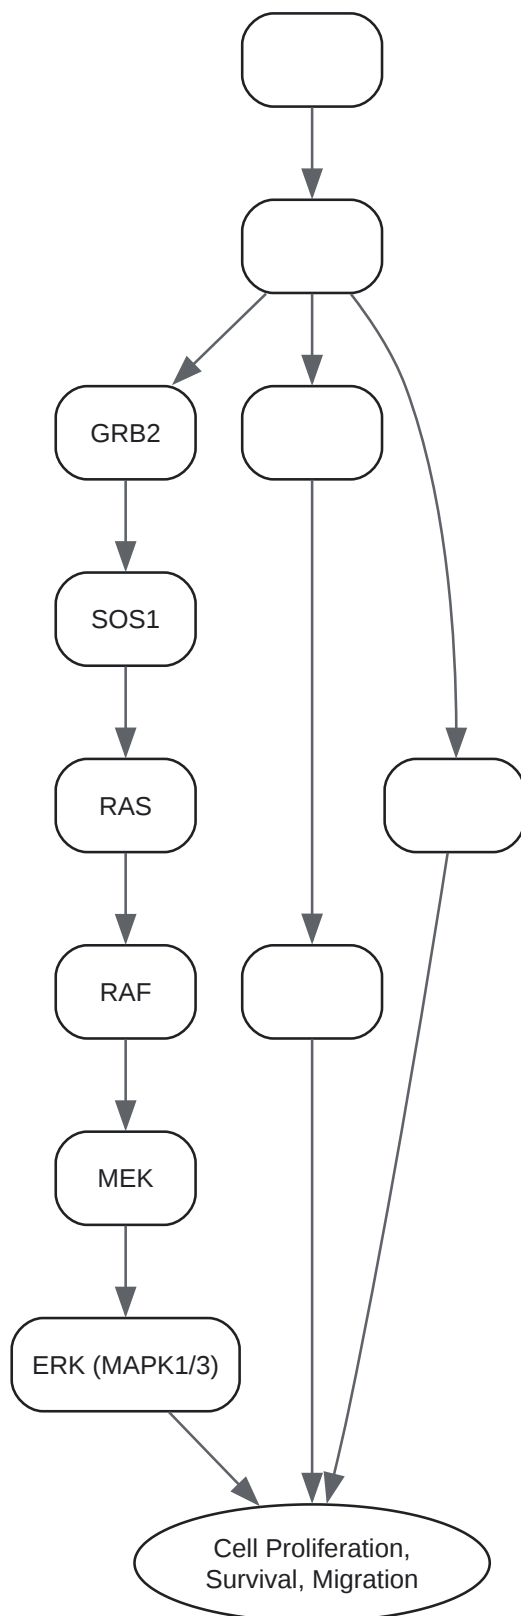 GRB2
SOS1
RAS
RAF
MEK
ERK (MAPK1/3)
Cell Proliferation,
Survival, Migration